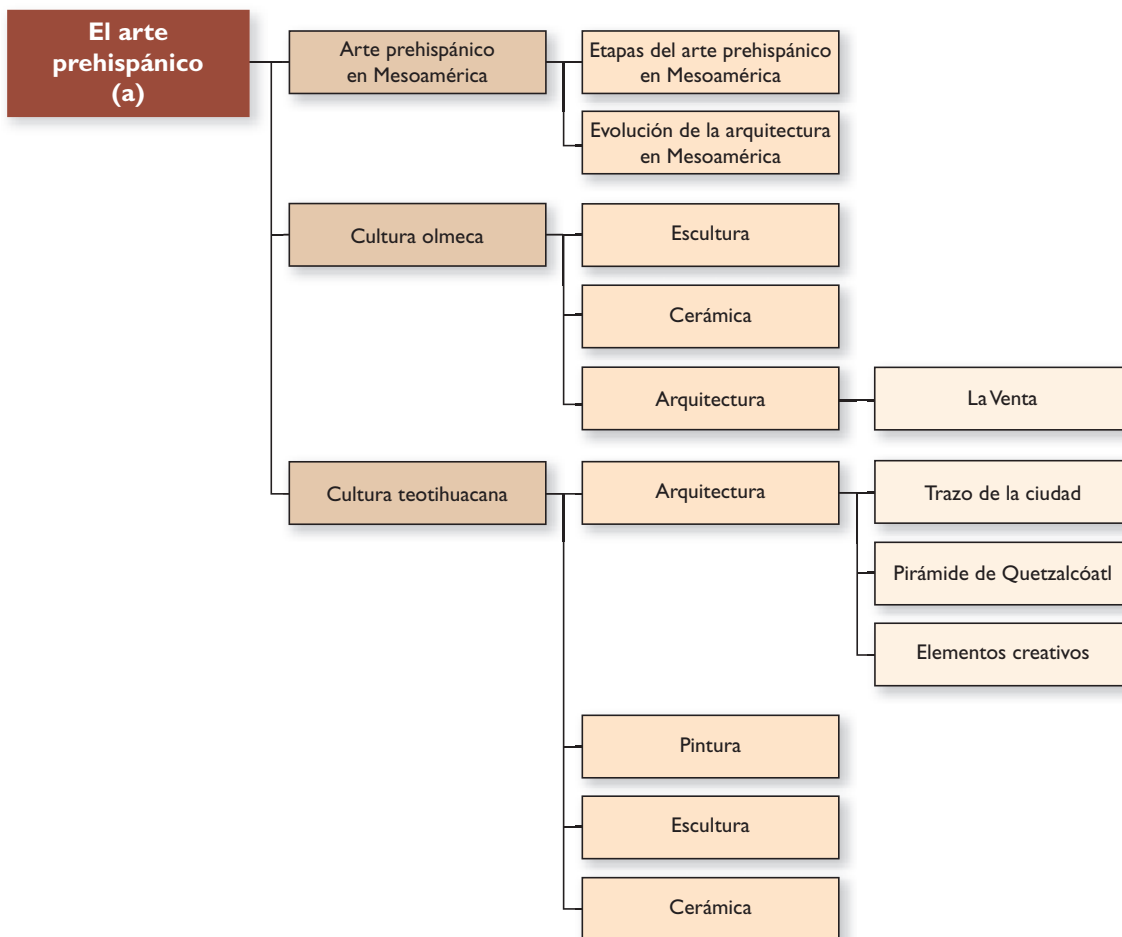 El arte
prehispánico
(a)
Arte prehispánico
en Mesoamérica
Etapas del arte prehispánico
en Mesoamérica
Evolución de la arquitectura
en Mesoamérica
Cultura olmeca
Escultura
Cerámica
Arquitectura
La Venta
Cultura teotihuacana
Arquitectura
Trazo de la ciudad
Pirámide de Quetzalcóatl
Elementos creativos
Pintura
Escultura
Cerámica